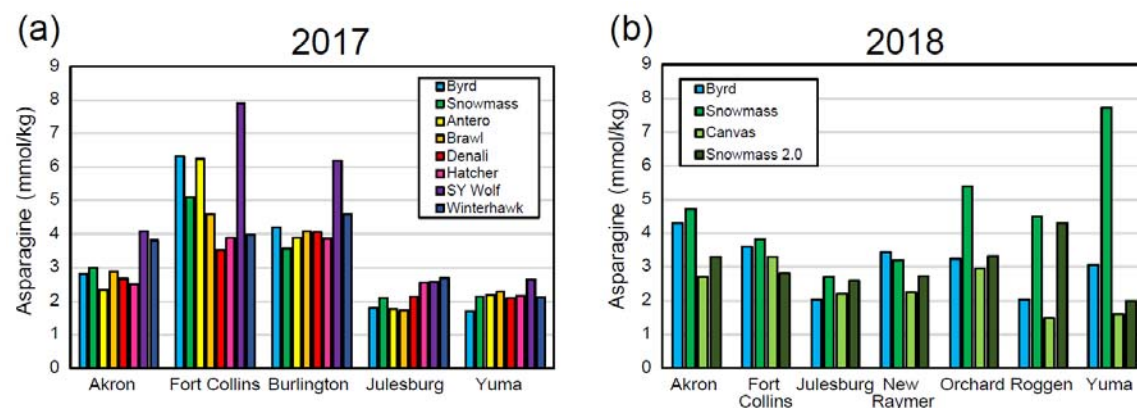 (a)
2017
Asparagine (mmol/kg)
9
8
7
6
5
4
3
2
1
0
Byrd
Snowmass
Antero
Brawl
Denali
Hatcher
SY Wolf
Winterhawk
Akron
Fort Collins
Burlington
Julesburg
Yuma
(b)
2018
Asparagine (mmol/kg)
9
8
7
6
5
4
3
2
1
0
Byrd
Snowmass
Canvas
Snowmass 2.0
Akron
Fort
Collins
Julesburg
New
Raymer
Orchard
Roggen
Yuma